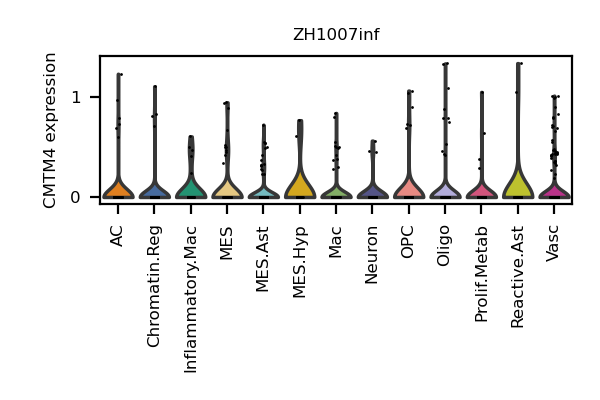 ZH1007inf
CMTM4 expression
1
0
AC
Chromatin.Reg
Inflammatory.Mac
MES
MES.Ast
MES.Hyp
Mac
Neuron
OPC
Oligo
Prolif.Metab
Reactive.Ast
Vasc